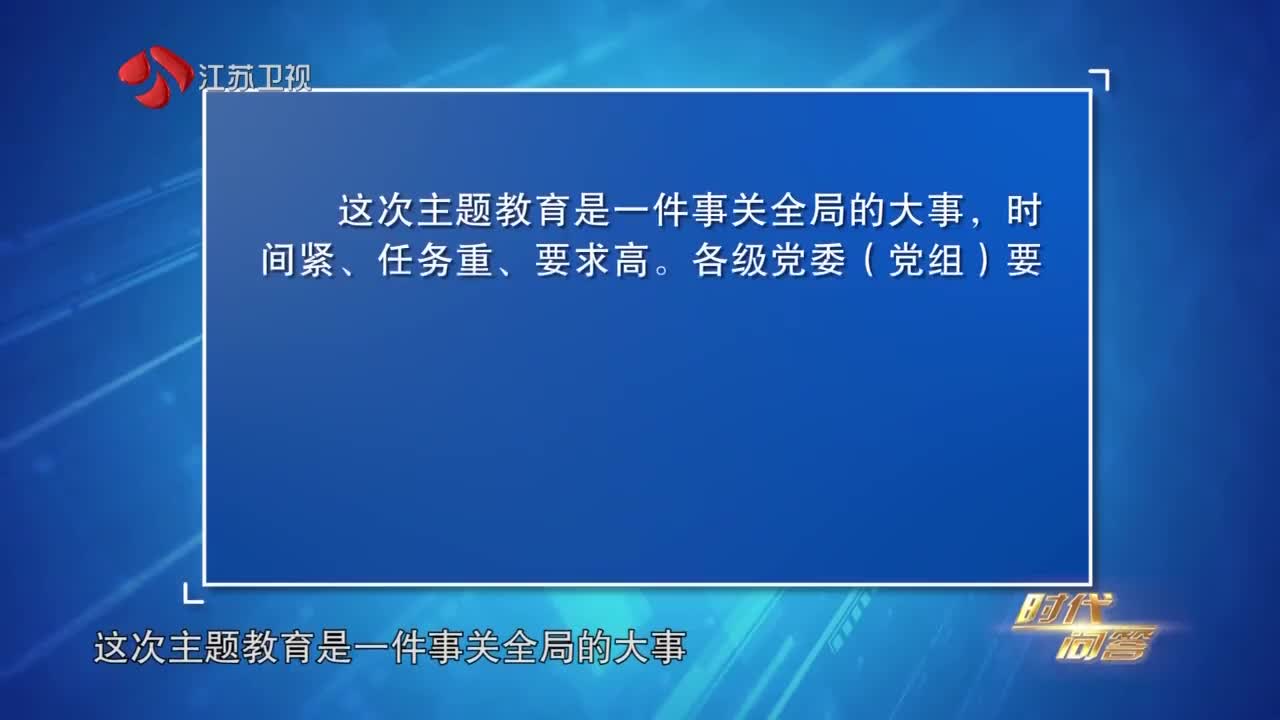 江苏卫视
这次主题教育是一件事关全局的大事，时
间紧、任务重、要求高。各级党委（党组）要
时代
问答
这次主题教育是一件事关全局的大事